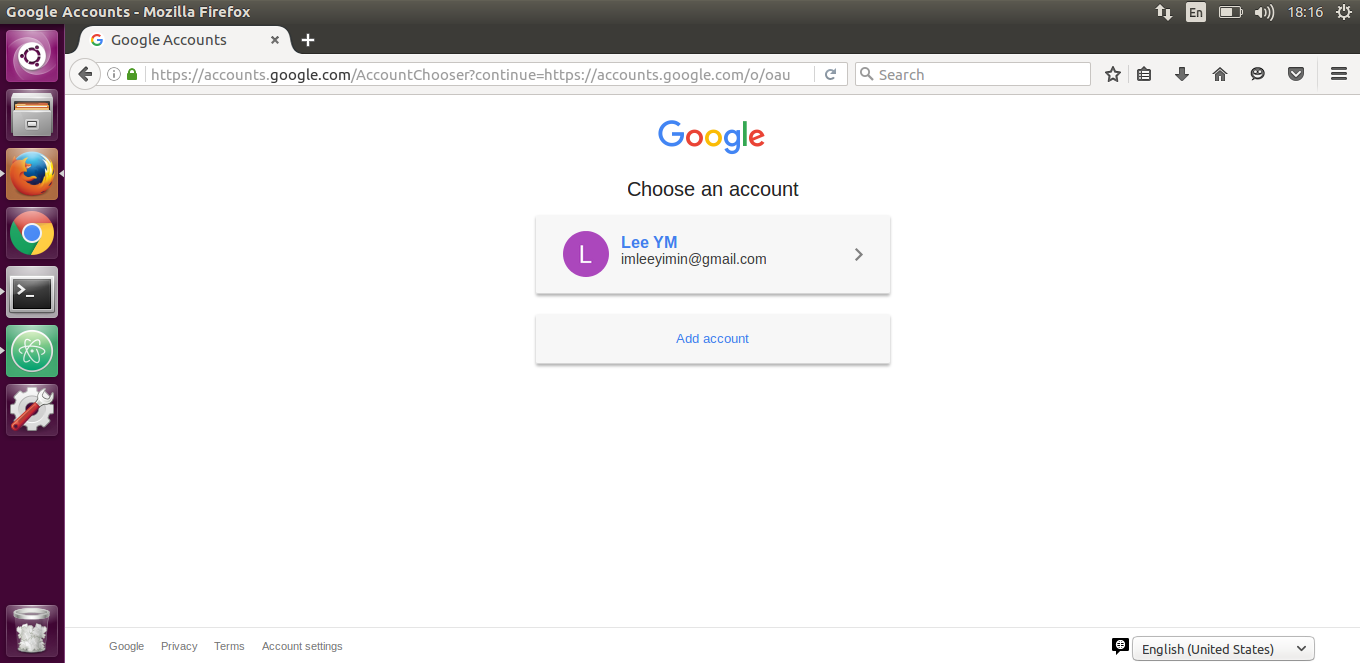 Google Accounts - Mozilla Firefox
En
18:16
Google Accounts
https://accounts.google.com/AccountChooser?continue=https://accounts.google.com/o/oau
Search
Google
Choose an account
L
Lee YM
imleeyimin@gmail.com
Add account
Google Privacy Terms Account settings
English (United States)